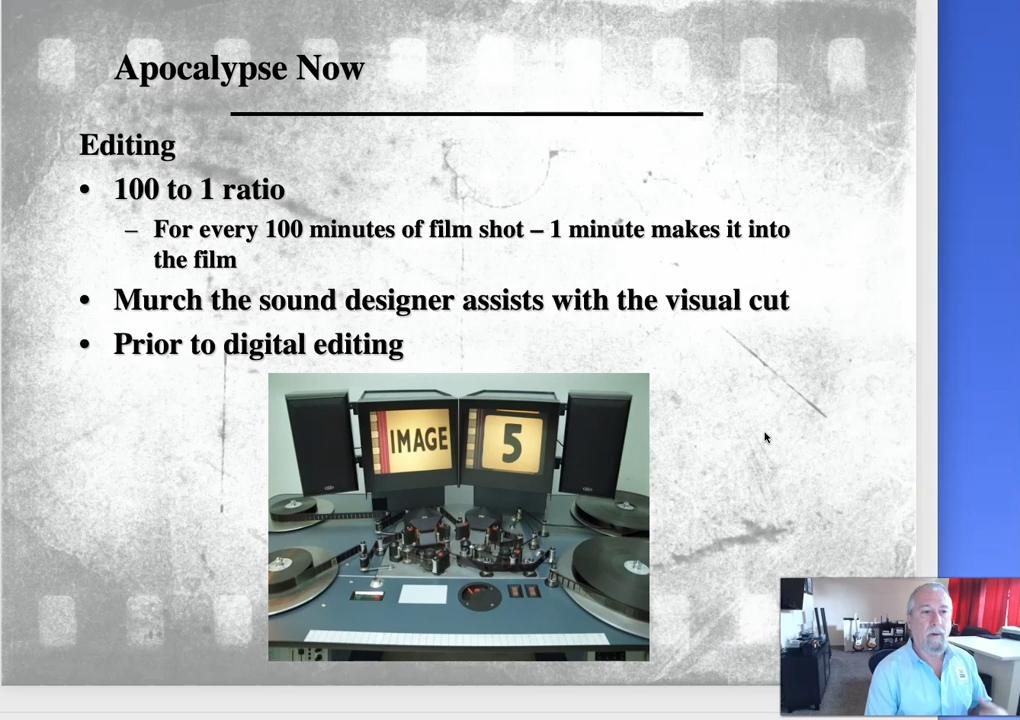 Apocalypse Now
Editing
• 100 to 1 ratio
– For every 100 minutes of film shot – 1 minute makes it into
the film
• Murch the sound designer assists with the visual cut
• Prior to digital editing
IMAGE 5